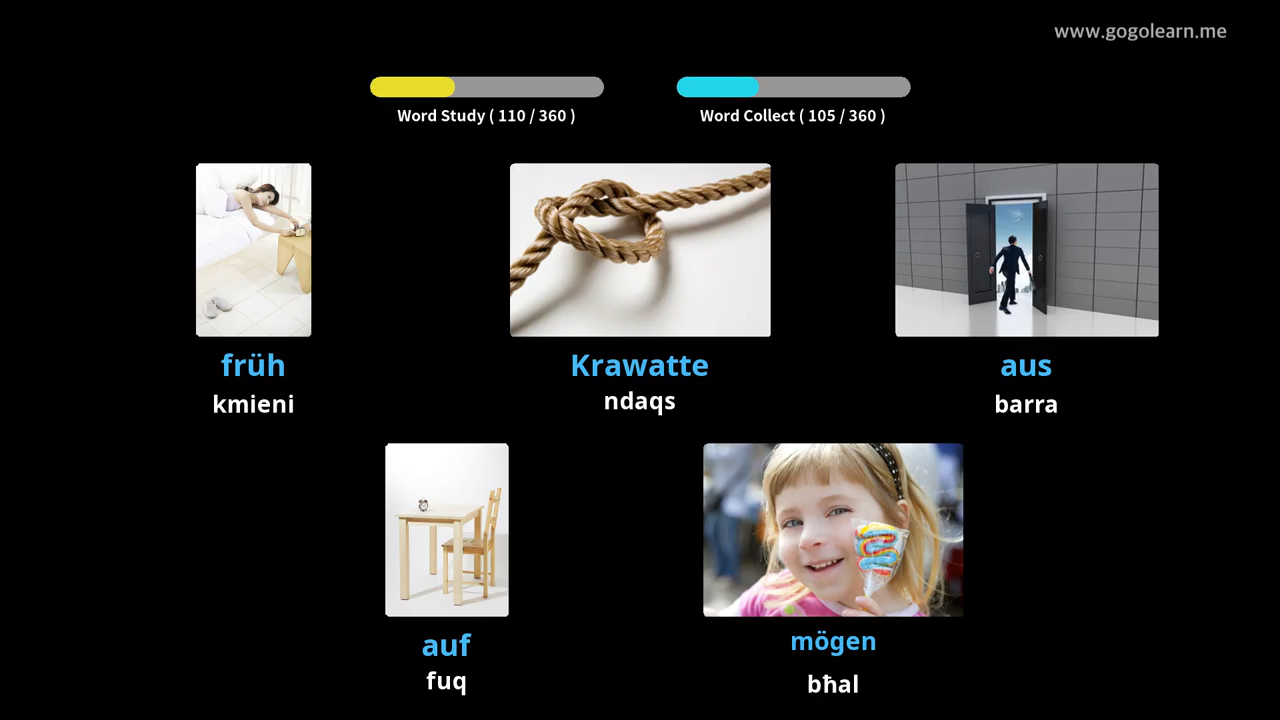 www.gogolearn.me
Word Study ( 110 / 360 )
Word Collect ( 105 / 360 )
früh
kmieni
Krawatte
ndaqs
aus
barra
auf
fuq
mögen
bħal